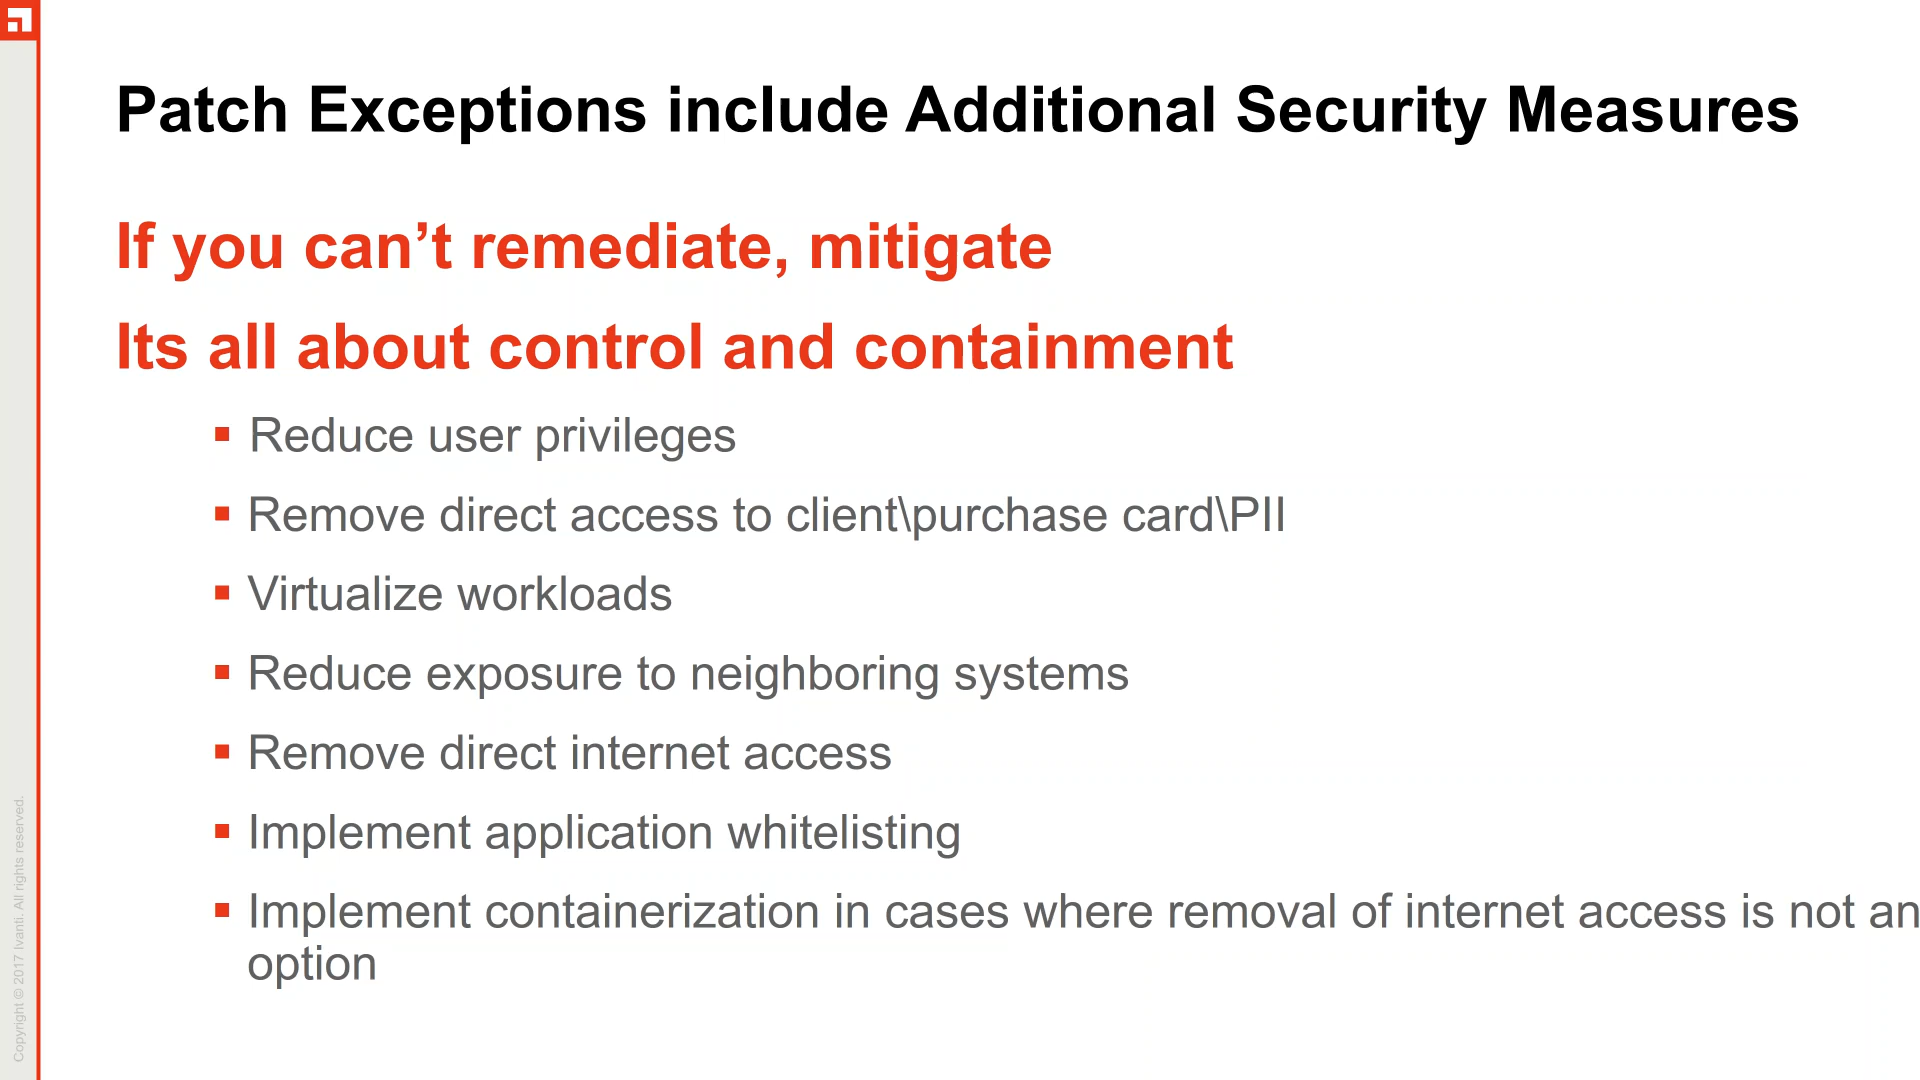 Patch Exceptions include Additional Security Measures
If you can’t remediate, mitigate
Its all about control and containment
▪ Reduce user privileges
▪ Remove direct access to client\purchase card\PII
▪ Virtualize workloads
▪ Reduce exposure to neighboring systems
▪ Remove direct internet access
▪ Implement application whitelisting
▪ Implement containerization in cases where removal of internet access is not an
option
Copyright © 2017 Ivanti. All rights reserved.